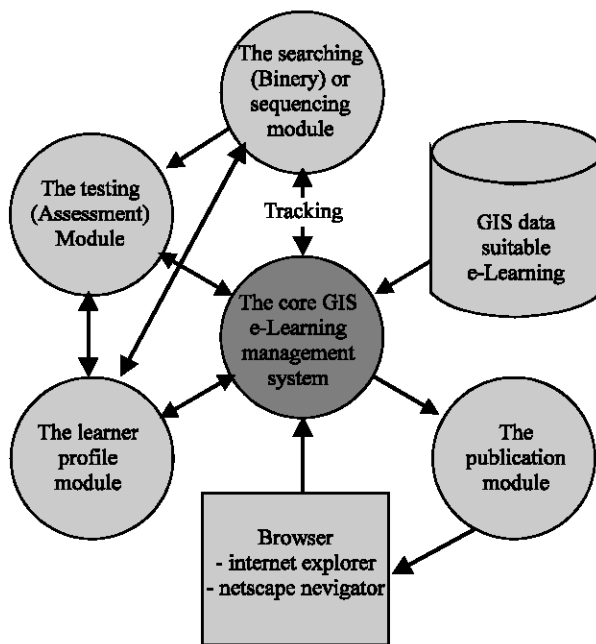 The searching
(Binery) or
sequencing
module
The testing
(Assessment)
Module
Tracking
GIS data
suitable
e-Learning
The core GIS
e-Learning
management
system
The learner
profile
module
The
publication
module
Browser
- internet explorer
- netscape nevigator